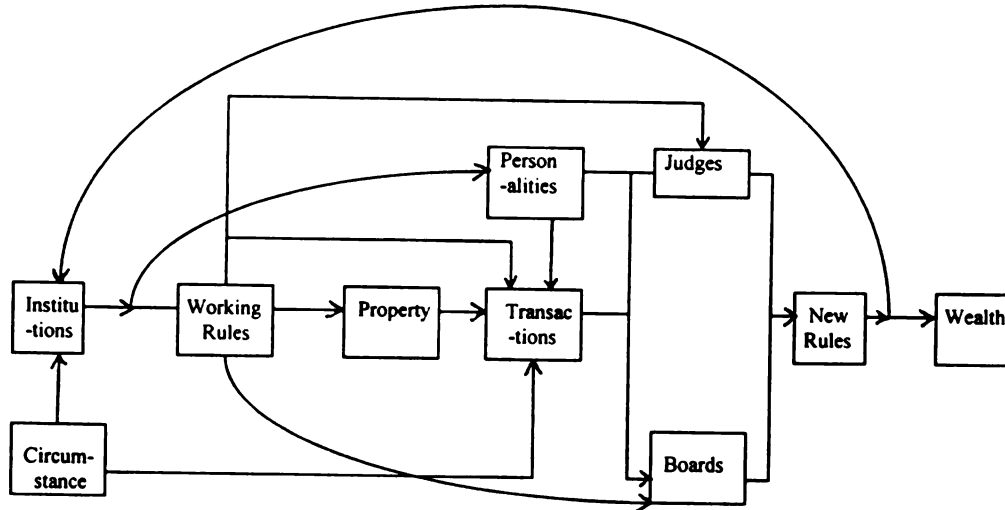 Person
-alities
Judges
Institu
-tions
Working
Rules
Property
Transac
-tions
New
Rules
Wealth
Circum-
stance
Boards